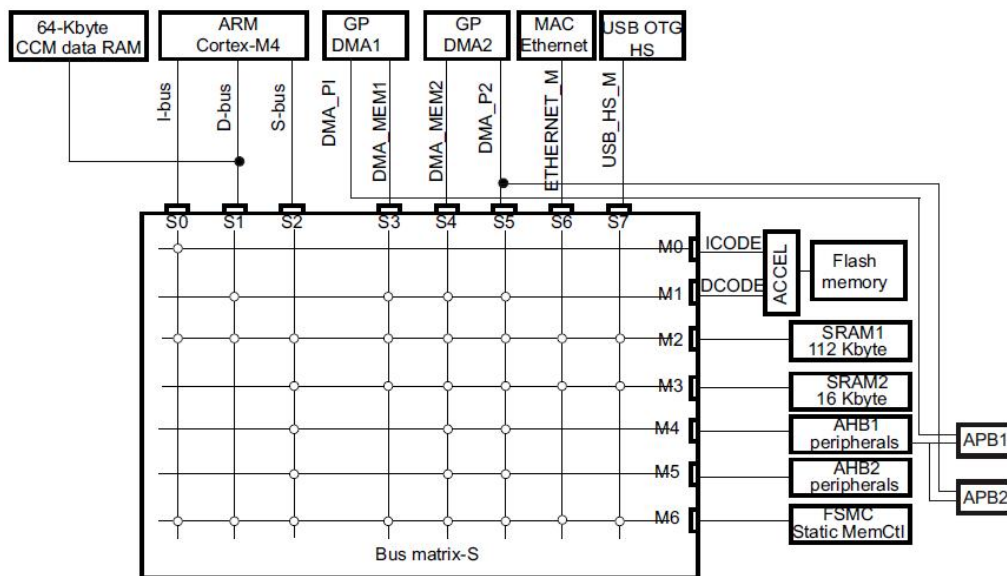 64-Kbyte
CCM data RAM
ARM
Cortex-M4
GP
DMA1
GP
DMA2
MAC
Ethernet
USB OTG
HS
I-bus
D-bus
S-bus
DMA_PI
DMA_MEM1
DMA_MEM2
DMA_P2
ETHERNET_M
USB_HS_M
S0 S1 S2 S3 S4 S5 S6 S7
M0 ICODE
M1 DCODE
ACCEL
Flash
memory
M2
SRAM1
112 Kbyte
M3
SRAM2
16 Kbyte
M4
AHB1
peripherals
APB1
M5
AHB2
peripherals
APB2
M6
FSMC
Static MemCtl
Bus matrix-S